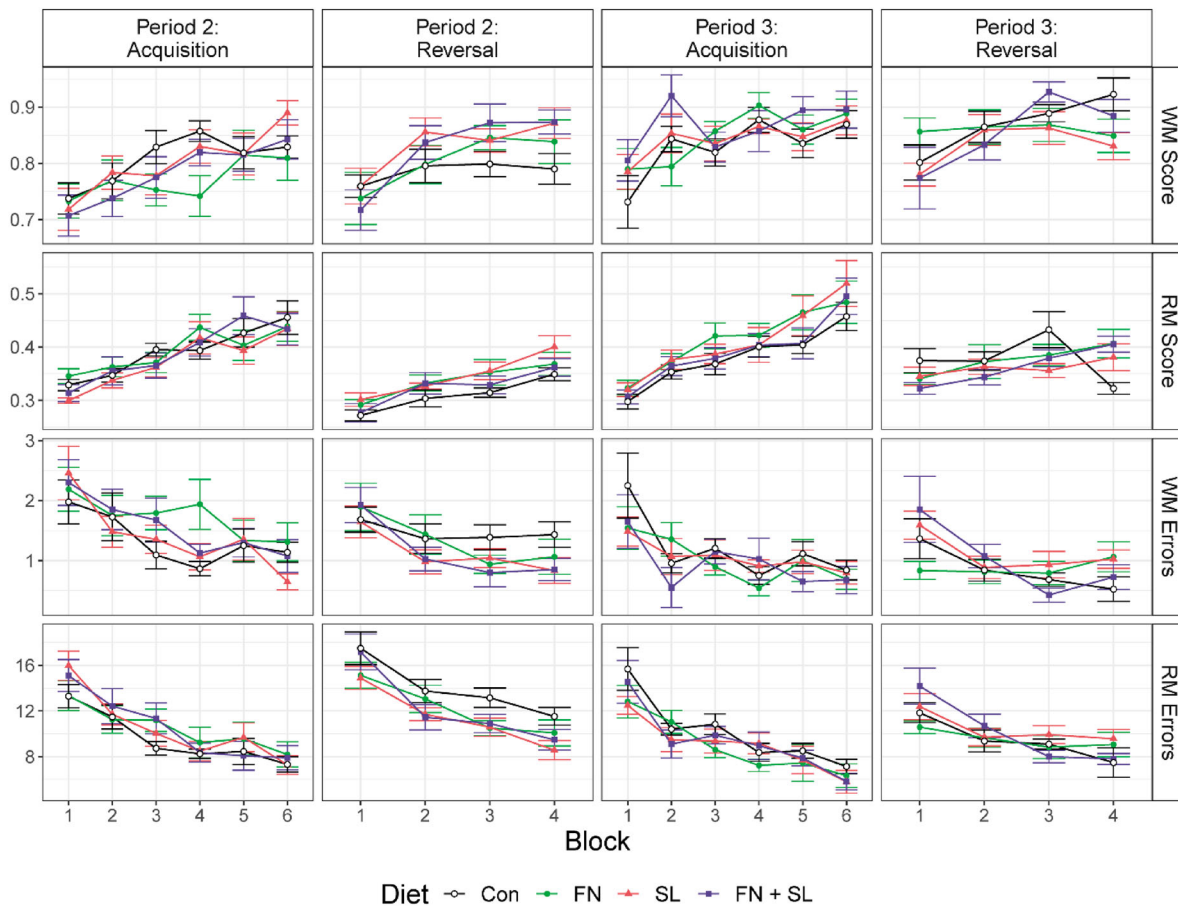 Period 2:
Acquisition
Period 2:
Reversal
Period 3:
Acquisition
Period 3:
Reversal
0.9
0.8
0.7
WM Score
0.5
0.4
0.3
RM Score
3
2
1
WM Errors
16
12
8
RM Errors
1 2 3 4 5 6
1 2 3 4
1 2 3 4 5 6
1 2 3 4
Block
Diet Con FN SL FN + SL